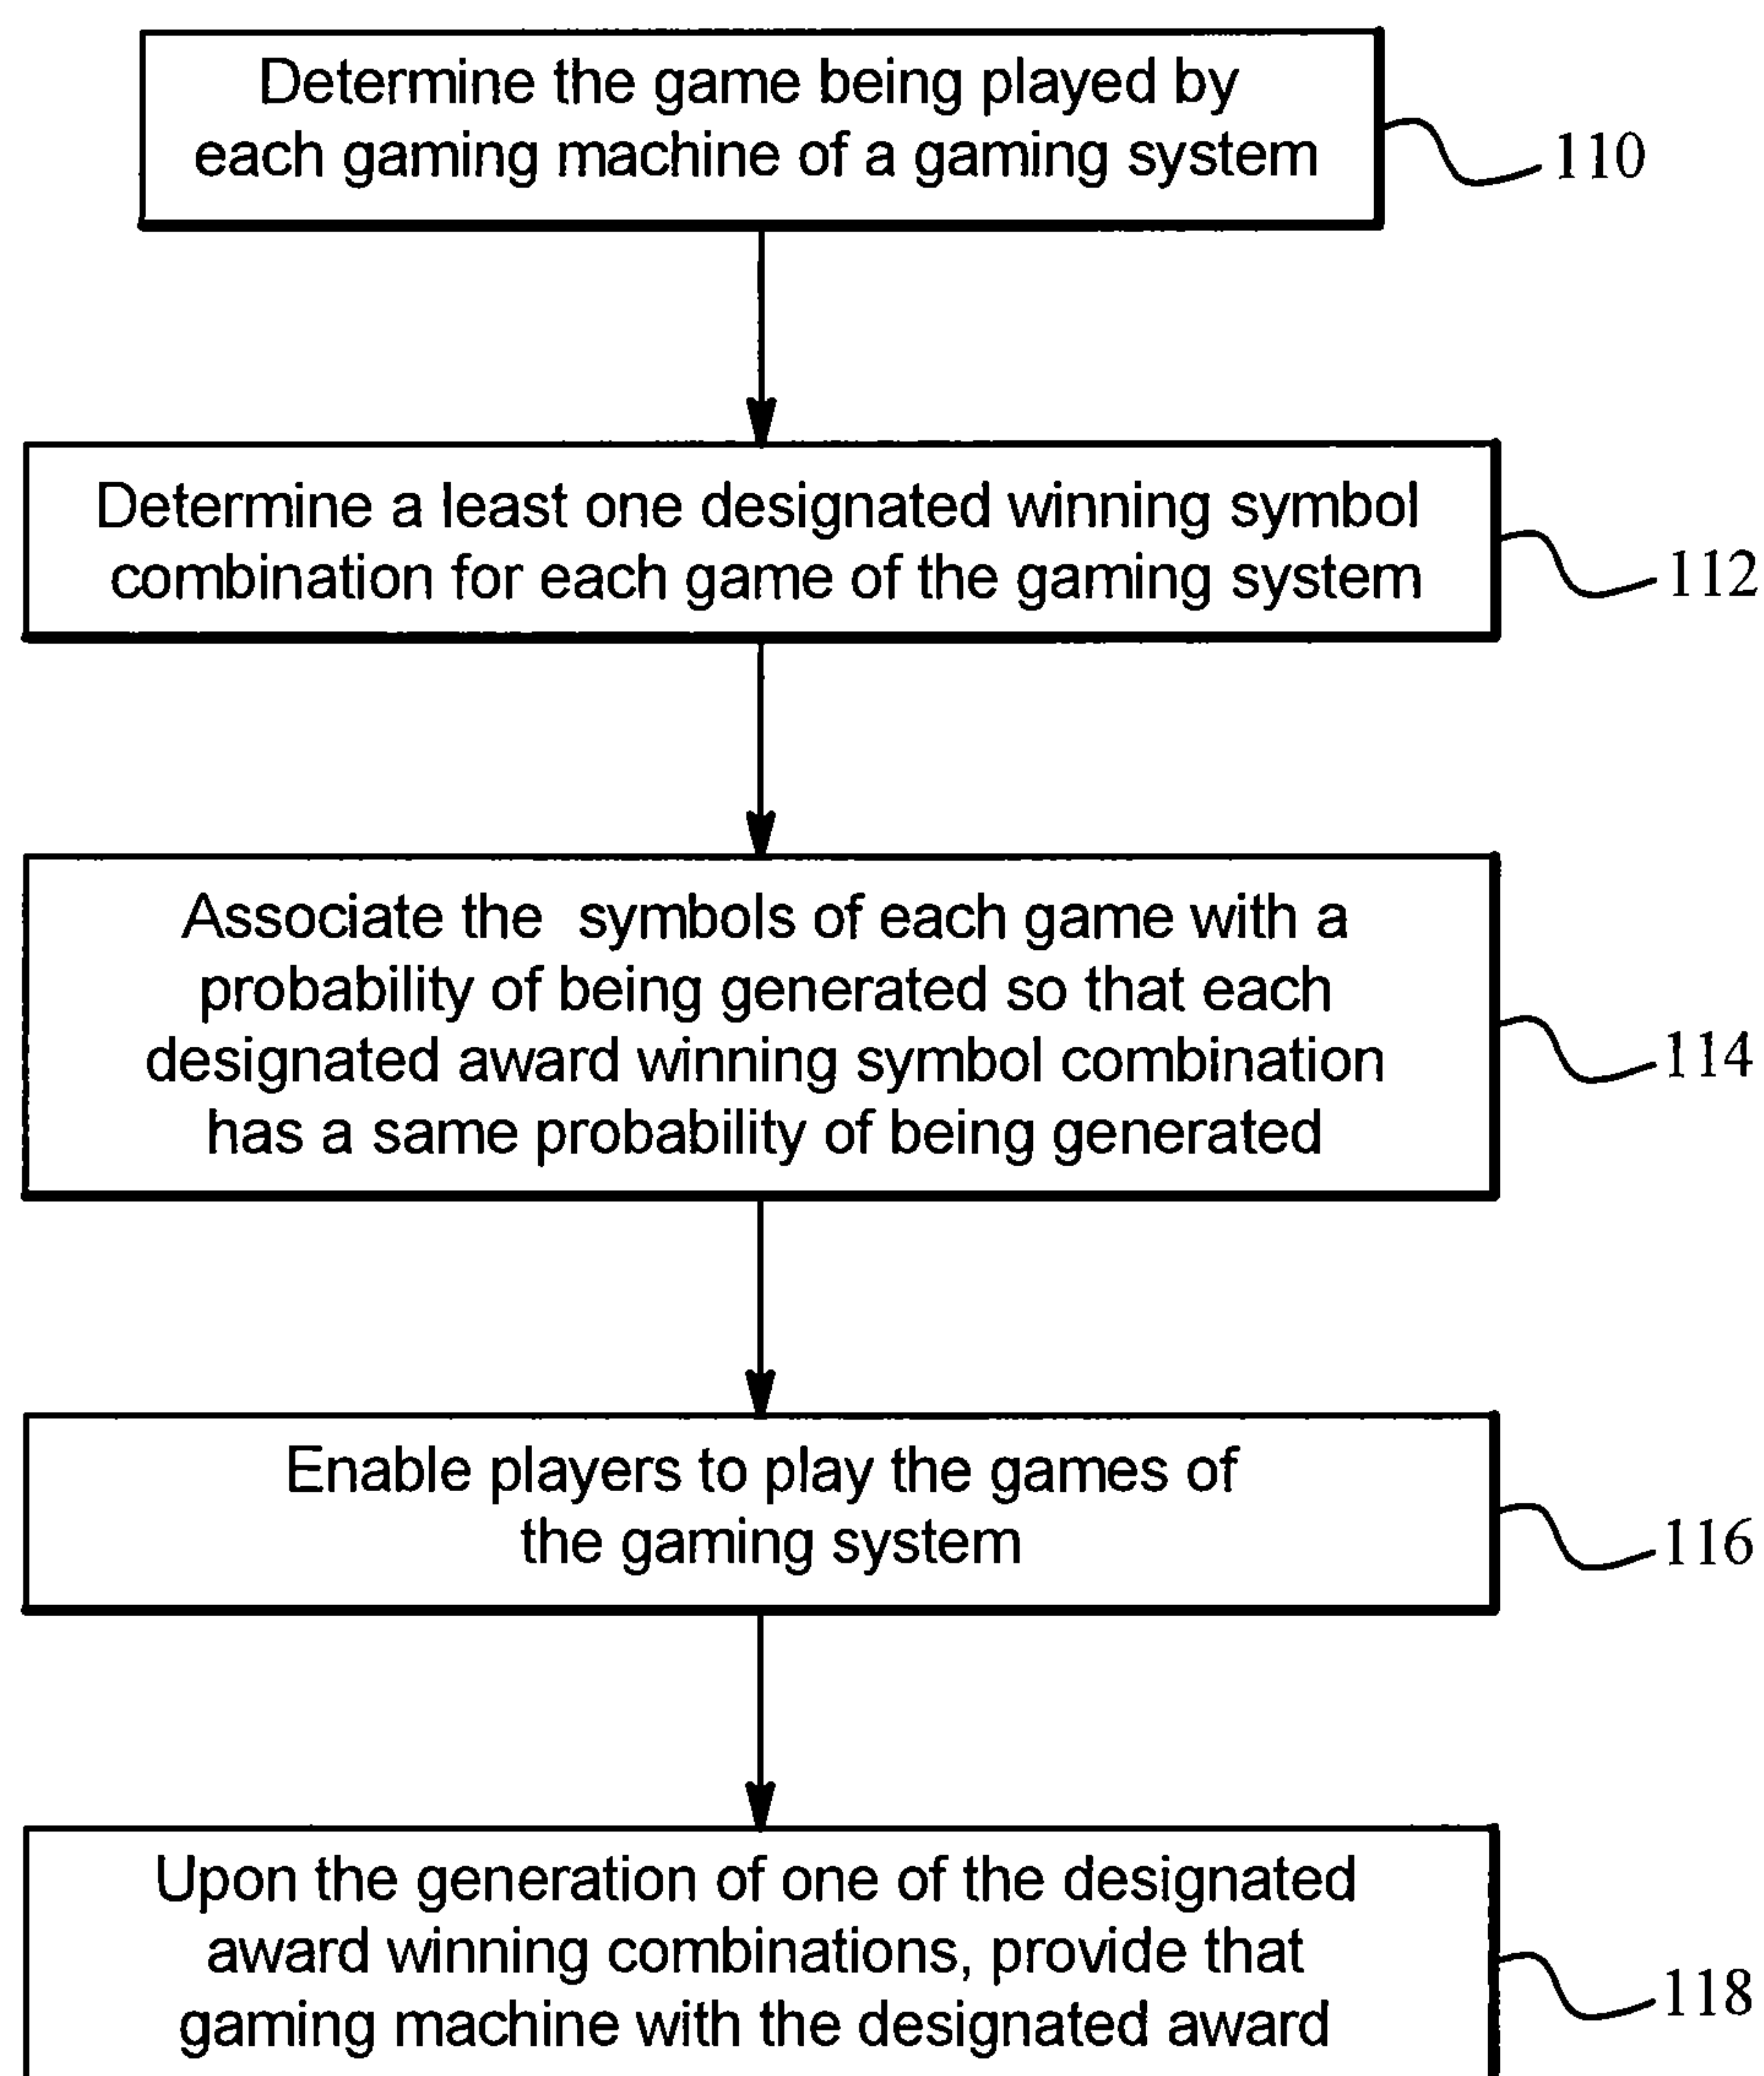 Determine the game being played by
each gaming machine of a gaming system
110
Determine a least one designated winning symbol
combination for each game of the gaming system
112
Associate the symbols of each game with a
probability of being generated so that each
designated award winning symbol combination
has a same probability of being generated
114
Enable players to play the games of
the gaming system
116
Upon the generation of one of the designated
award winning combinations, provide that
gaming machine with the designated award
118